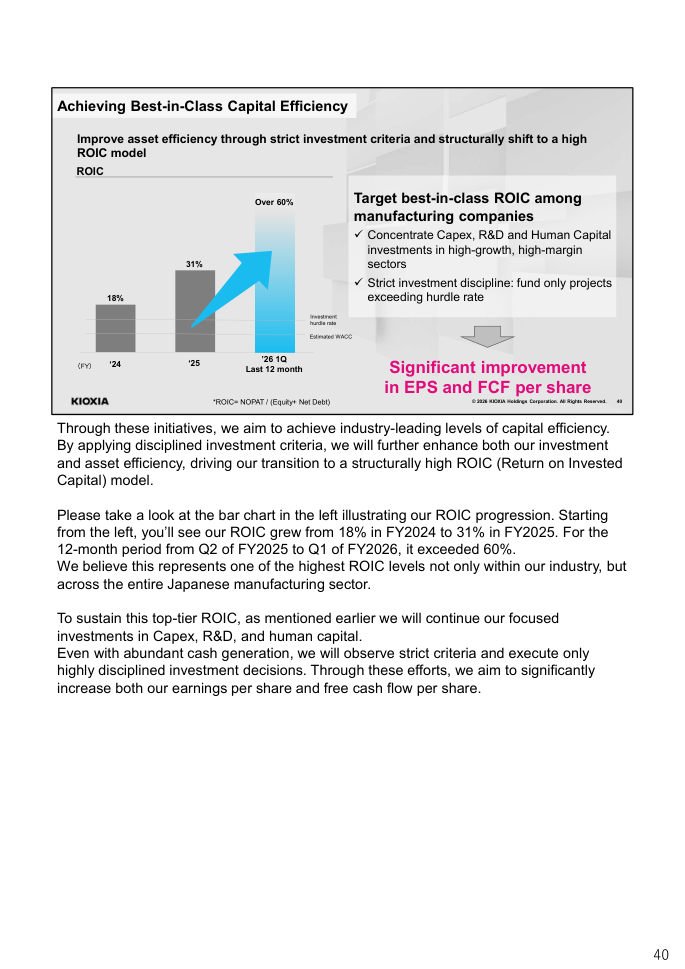 Achieving Best-in-Class Capital Efficiency
Improve asset efficiency through strict investment criteria and structurally shift to a high
ROIC model
ROIC
Over 60%
31%
18%
Investment
hurdle rate
Estimated WACC
(FY)
‘24
‘25
’26 1Q
Last 12 month
Target best-in-class ROIC among
manufacturing companies
✓ Concentrate Capex, R&D and Human Capital
investments in high-growth, high-margin
sectors
✓ Strict investment discipline: fund only projects
exceeding hurdle rate
Significant improvement
in EPS and FCF per share
KIOXIA
*ROIC= NOPAT / (Equity+ Net Debt)
© 2026 KIOXIA Holdings Corporation. All Rights Reserved.
40
Through these initiatives, we aim to achieve industry-leading levels of capital efficiency.
By applying disciplined investment criteria, we will further enhance both our investment
and asset efficiency, driving our transition to a structurally high ROIC (Return on Invested
Capital) model.
Please take a look at the bar chart in the left illustrating our ROIC progression. Starting
from the left, you’ll see our ROIC grew from 18% in FY2024 to 31% in FY2025. For the
12-month period from Q2 of FY2025 to Q1 of FY2026, it exceeded 60%.
We believe this represents one of the highest ROIC levels not only within our industry, but
across the entire Japanese manufacturing sector.
To sustain this top-tier ROIC, as mentioned earlier we will continue our focused
investments in Capex, R&D, and human capital.
Even with abundant cash generation, we will observe strict criteria and execute only
highly disciplined investment decisions. Through these efforts, we aim to significantly
increase both our earnings per share and free cash flow per share.
40